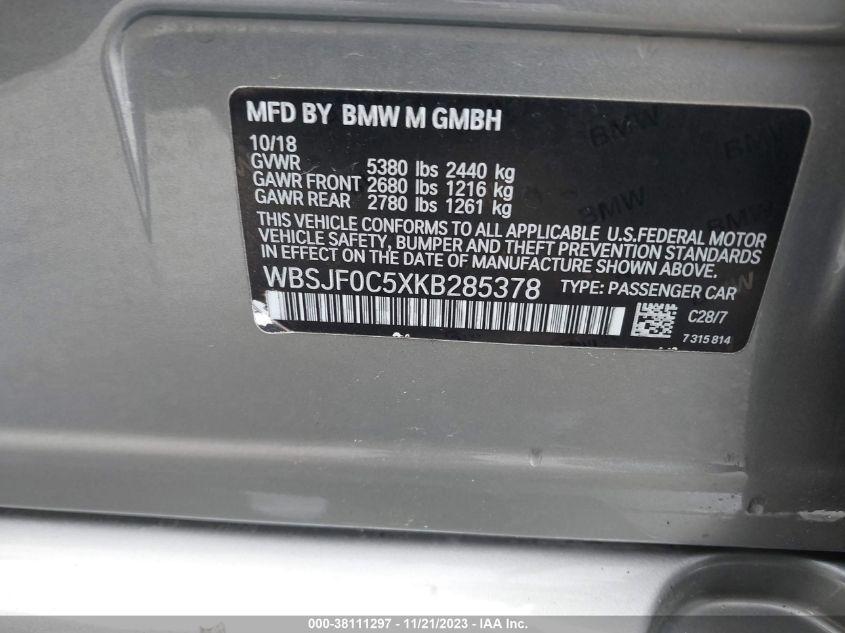 MFD BY BMW M GMBH
10/18
GVWR 5380 lbs 2440 kg
GAWR FRONT 2680 lbs 1216 kg
GAWR REAR 2780 lbs 1261 kg
THIS VEHICLE CONFORMS TO ALL APPLICABLE U.S.FEDERAL MOTOR
VEHICLE SAFETY, BUMPER AND THEFT PREVENTION STANDARDS
IN EFFECT ON THE DATE OF MANUFACTURE SHOWN ABOVE.
WBSJF0C5XKB285378 TYPE: PASSENGER CAR
C28/7
7 315 814
BMW
BMW
BMW
000-38111297 - 11/21/2023 - IAA Inc.